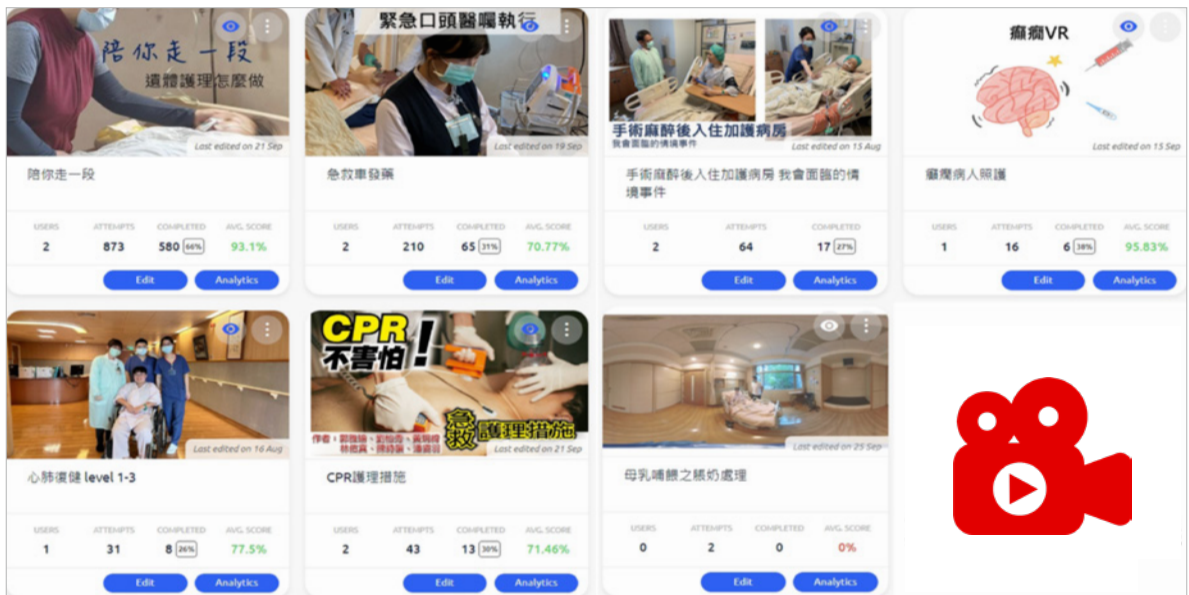 陪你走一段
遺體護理怎麼做
Last edited on 21 Sep
陪你走一段
USERS ATTEMPTS COMPLETED AVG. SCORE
2 873 580 66% 93.1%
Edit Analytics
緊急口頭醫囑執行
Last edited on 19 Sep
急救車發藥
USERS ATTEMPTS COMPLETED AVG. SCORE
2 210 65 31% 70.77%
Edit Analytics
手術麻醉後入住加護病房
我會面臨的情境事件
Last edited on 15 Aug
手術麻醉後入住加護病房 我會面臨的情
境事件
USERS ATTEMPTS COMPLETED
2 64 17 27%
Edit Analytics
癲癇VR
Last edited on 15 Sep
癲癇病人照護
USERS ATTEMPTS COMPLETED AVG. SCORE
1 16 6 38% 95.83%
Edit Analytics
Last edited on 16 Aug
心肺復健 level 1-3
USERS ATTEMPTS COMPLETED AVG. SCORE
1 31 8 26% 77.5%
Edit Analytics
CPR
不害怕!
急救護理措施
作者:
Last edited on 21 Sep
CPR護理措施
USERS ATTEMPTS COMPLETED AVG. SCORE
2 43 13 30% 71.46%
Edit Analytics
Last edited on 25 Sep
母乳哺餵之脹奶處理
USERS ATTEMPTS COMPLETED AVG. SCORE
0 2 0 0%
Edit Analytics